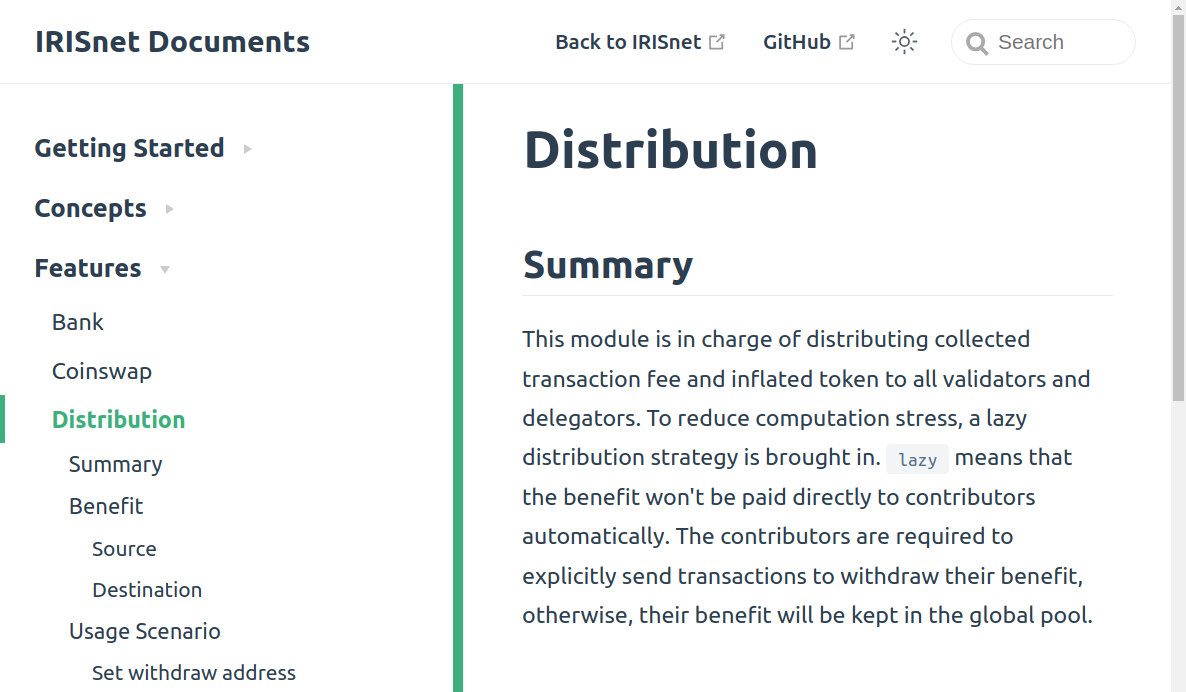 IRISnet Documents
Back to IRISnet
GitHub
Search
Getting Started
Concepts
Features
Bank
Coinswap
Distribution
Summary
Benefit
Source
Destination
Usage Scenario
Set withdraw address
Distribution
Summary
This module is in charge of distributing collected
transaction fee and inflated token to all validators and
delegators. To reduce computation stress, a lazy
distribution strategy is brought in. lazy means that
the benefit won't be paid directly to contributors
automatically. The contributors are required to
explicitly send transactions to withdraw their benefit,
otherwise, their benefit will be kept in the global pool.